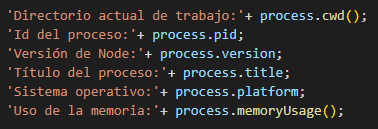 'Directorio actual de trabajo:'+ process.cwd();
'Id del proceso:'+ process.pid;
'Versión de Node:'+ process.version;
'Título del proceso:'+ process.title;
'Sistema operativo:'+ process.platform;
'Uso de la memoria:'+ process.memoryUsage();